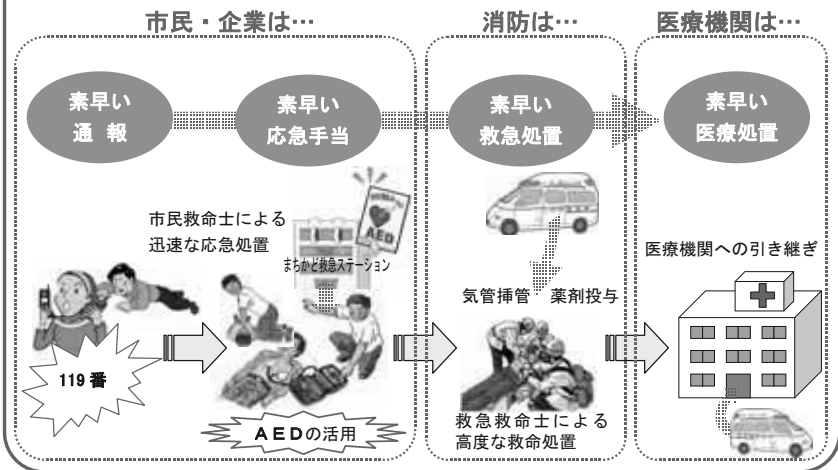 市民・企業は…
消防は…
医療機関は…
素早い
通 報
素早い
応急手当
素早い
救急処置
素早い
医療処置
市民救命士による
迅速な応急処置
AED
まちかど救急ステーション
119番
AEDの活用
気管挿管・薬剤投与
救急救命士による
高度な救命処置
医療機関への引き継ぎ